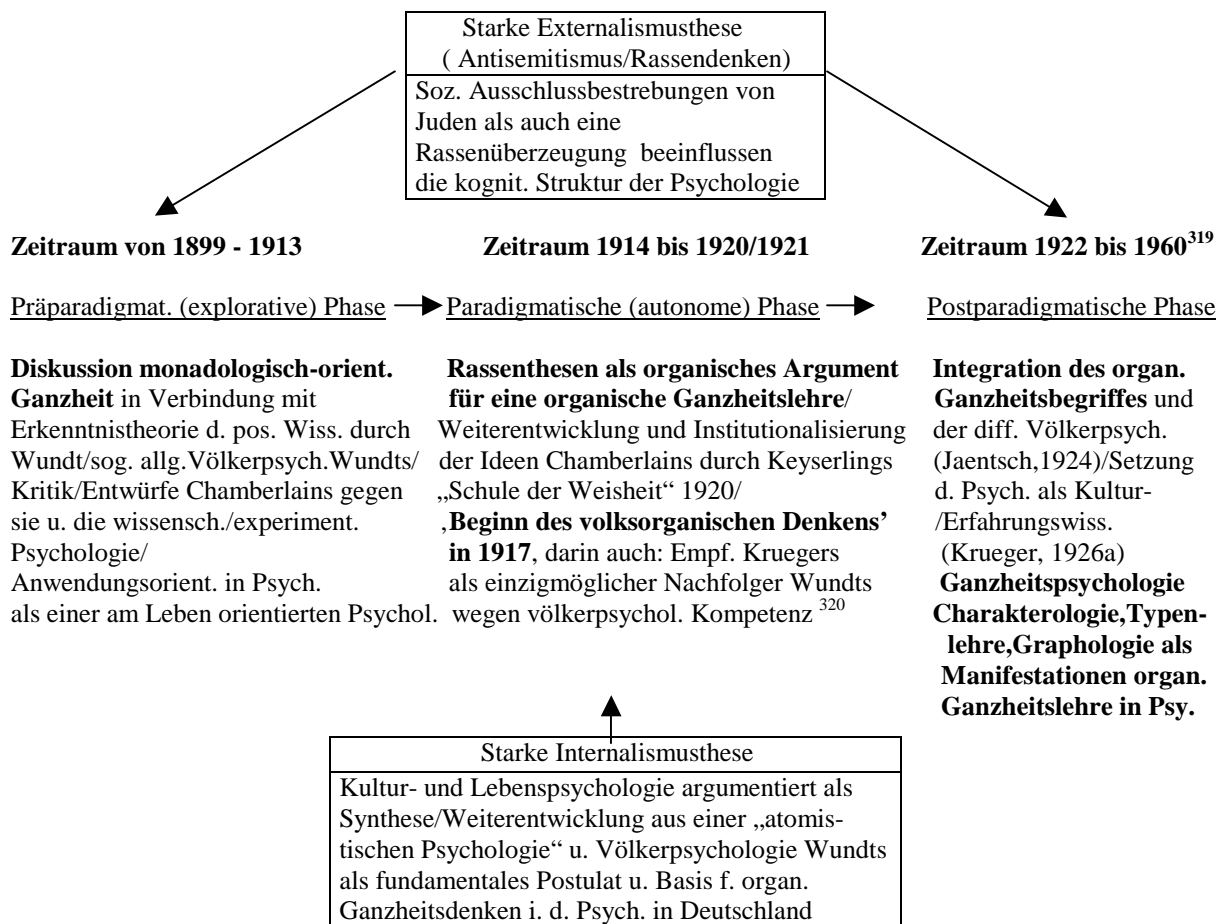 Starke Externalismusthese
( Antisemitismus/Rassendenken)
Soz. Ausschlussbestrebungen von
Juden als auch eine
Rassenüberzeugung beeinflussen
die kognit. Struktur der Psychologie
Zeitraum von 1899 - 1913
Zeitraum 1914 bis 1920/1921
Zeitraum 1922 bis 1960319
Präparadigmat. (explorative) Phase
Paradigmatische (autonome) Phase
Postparadigmatische Phase
Diskussion monadologisch-orient.
Ganzheit in Verbindung mit
Erkenntnistheorie d. pos. Wiss. durch
Wundt/sog. allg.Völkerpsych.Wundts/
Kritik/Entwürfe Chamberlains gegen
sie u. die wissensch./experiment.
Psychologie/
Anwendungsorient. in Psych.
als einer am Leben orientierten Psychol.
Rassenthesen als organisches Argument
für eine organische Ganzheitslehre/
Weiterentwicklung und Institutionalisierung
der Ideen Chamberlains durch Keyserlings
„Schule der Weisheit“ 1920/
‚Beginn des volksorganischen Denkens’
in 1917, darin auch: Empf. Kruegers
als einzigmöglicher Nachfolger Wundts
wegen völkerpsychol. Kompetenz 320
Integration des organ.
Ganzheitsbegriffes und
der diff. Völkerpsych.
(Jaentsch,1924)/Setzung
d. Psych. als Kultur-
/Erfahrungswiss.
(Krueger, 1926a)
Ganzheitspsychologie
Charakterologie,Typen-
lehre,Graphologie als
Manifestationen organ.
Ganzheitslehre in Psy.
Starke Internalismusthese
Kultur- und Lebenspsychologie argumentiert als
Synthese/Weiterentwicklung aus einer „atomis-
tischen Psychologie“ u. Völkerpsychologie Wundts
als fundamentales Postulat u. Basis f. organ.
Ganzheitsdenken i. d. Psych. in Deutschland